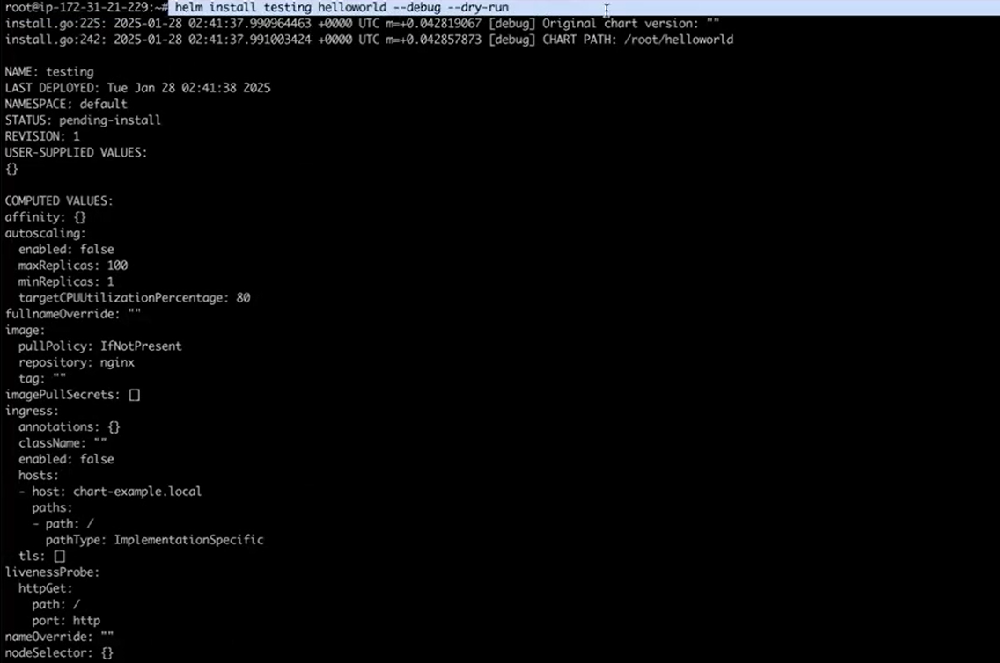 root@ip-172-31-21-229:~# helm install testing helloworld --debug --dry-run
install.go:225: 2025-01-28 02:41:37.990964463 +0000 UTC m=+0.042819067 [debug] Original chart version: ""
install.go:242: 2025-01-28 02:41:37.991003424 +0000 UTC m=+0.042857873 [debug] CHART PATH: /root/helloworld

NAME: testing
LAST DEPLOYED: Tue Jan 28 02:41:38 2025
NAMESPACE: default
STATUS: pending-install
REVISION: 1
USER-SUPPLIED VALUES:
{}

COMPUTED VALUES:
affinity: {}
autoscaling:
  enabled: false
  maxReplicas: 100
  minReplicas: 1
  targetCPUUtilizationPercentage: 80
fullnameOverride: ""
image:
  pullPolicy: IfNotPresent
  repository: nginx
  tag: ""
imagePullSecrets: []
ingress:
  annotations: {}
  className: ""
  enabled: false
  hosts:
  - host: chart-example.local
    paths:
    - path: /
      pathType: ImplementationSpecific
  tls: []
livenessProbe:
  httpGet:
    path: /
    port: http
nameOverride: ""
nodeSelector: {}